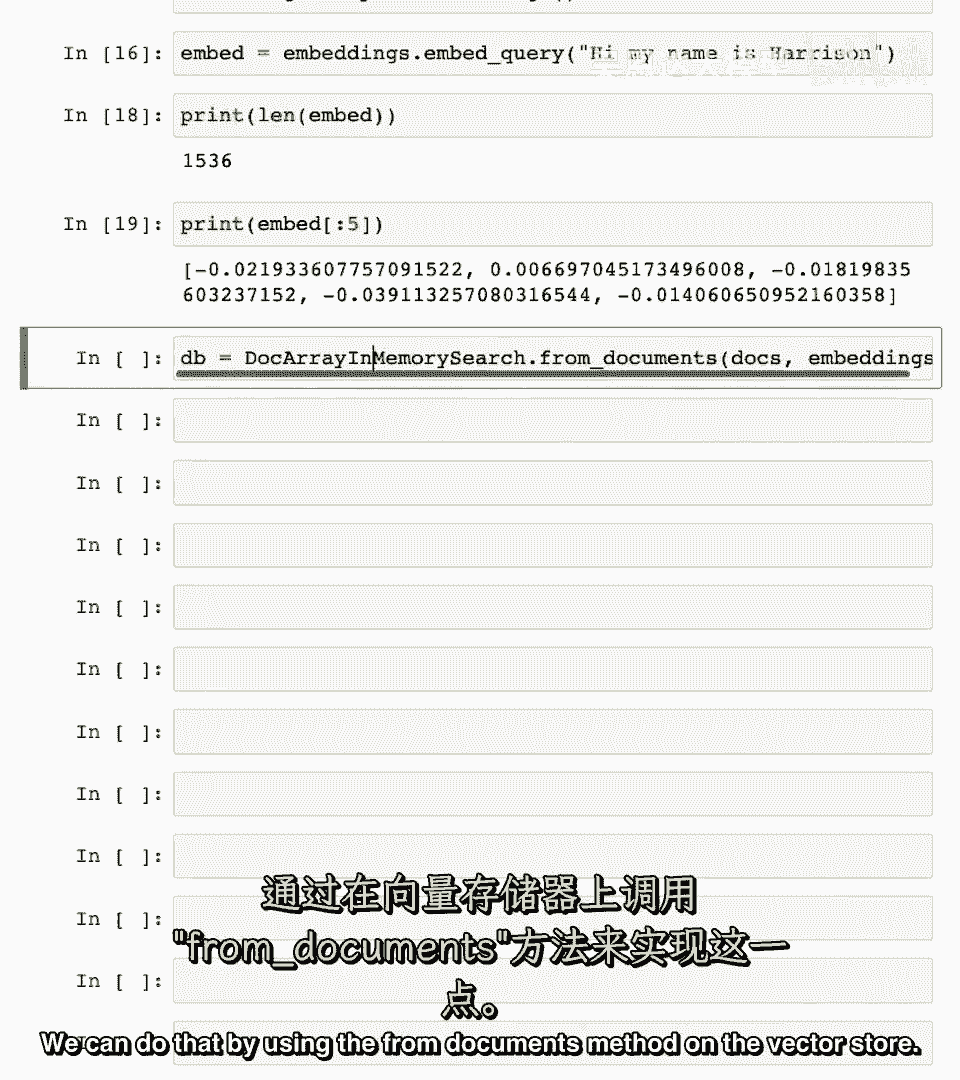 In [16]: embed = embeddings.embed_query("Hi my name is Harrison")
In [18]: print(len(embed))
1536
In [19]: print(embed[:5])
[-0.021933607757091522, 0.006697045173496008, -0.01819835
603237152, -0.039113257080316544, -0.014060650952160358]
In [ ]: db = DocArrayInMemorySearch.from_documents(docs, embeddings
In [ ]:
In [ ]:
In [ ]:
In [ ]:
In [ ]:
In [ ]:
In [ ]:
In [ ]:
In [ ]:
In [ ]:
通过在向量存储器上调用
"from_documents"方法来实现这一
点。
We can do that by using the from documents method on the vector store.